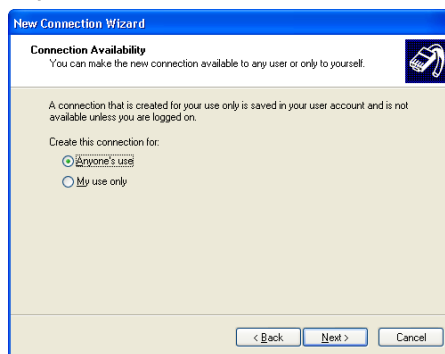 New Connection Wizard
Connection Availability
You can make the new connection available to any user or only to yourself.
A connection that is created for your use only is saved in your user account and is not
available unless you are logged on.
Create this connection for:
Anyone's use
My use only
< Back
Next >
Cancel